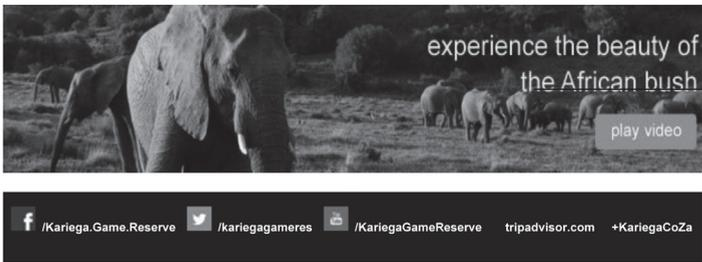 experience the beauty of
the African bush
play video
f /Kariega.Game.Reserve /kariegagameres /KariegaGameReserve tripadvisor.com +KariegaCoZa